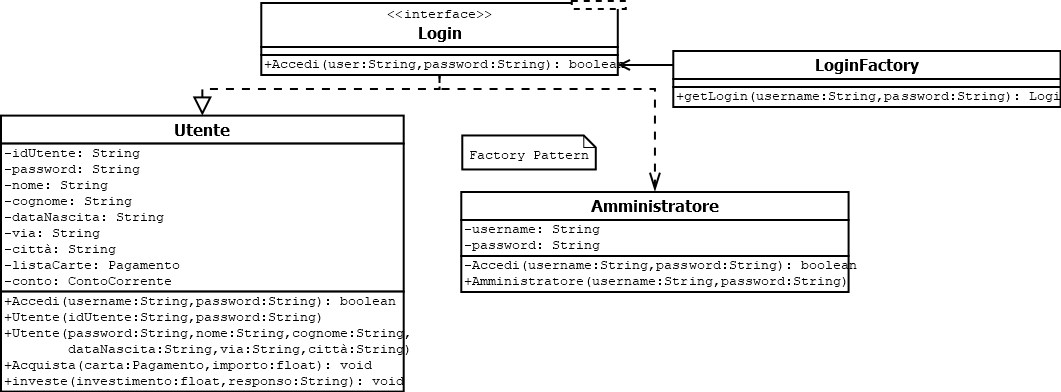 <<interface>>
Login
+Accedi(user:String,password:String): boolean
LoginFactory
+getLogin(username:String,password:String): Logi
Utente
-idUtente: String
-password: String
-nome: String
-cognome: String
-dataNascita: String
-via: String
-città: String
-listaCarte: Pagamento
-conto: ContoCorrente
+Accedi(username:String,password:String): boolean
+Utente(idUtente:String,password:String)
+Utente(password:String,nome:String,cognome:String,
dataNascita:String,via:String,città:String)
+Acquista(carta:Pagamento,importo:float): void
+investe(investimento:float,responso:String): void
Factory Pattern
Amministratore
-username: String
-password: String
-Accedi(username:String,password:String): boolean
+Amministratore(username:String,password:String)